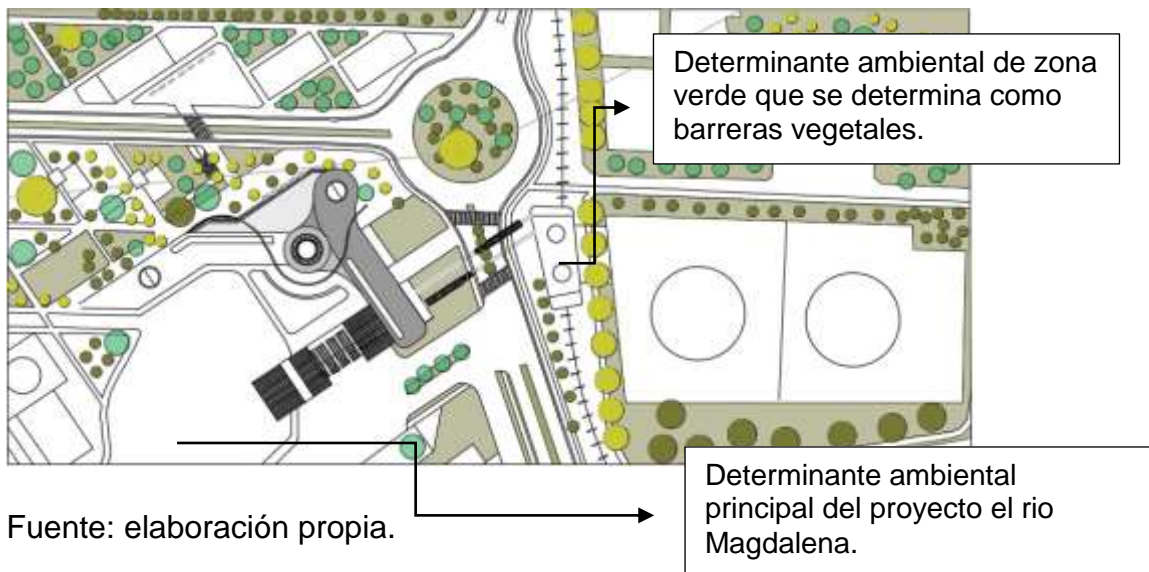 Determinante ambiental de zona
verde que se determina como
barreras vegetales.
Determinante ambiental
principal del proyecto el rio
Magdalena.
Fuente: elaboración propia.